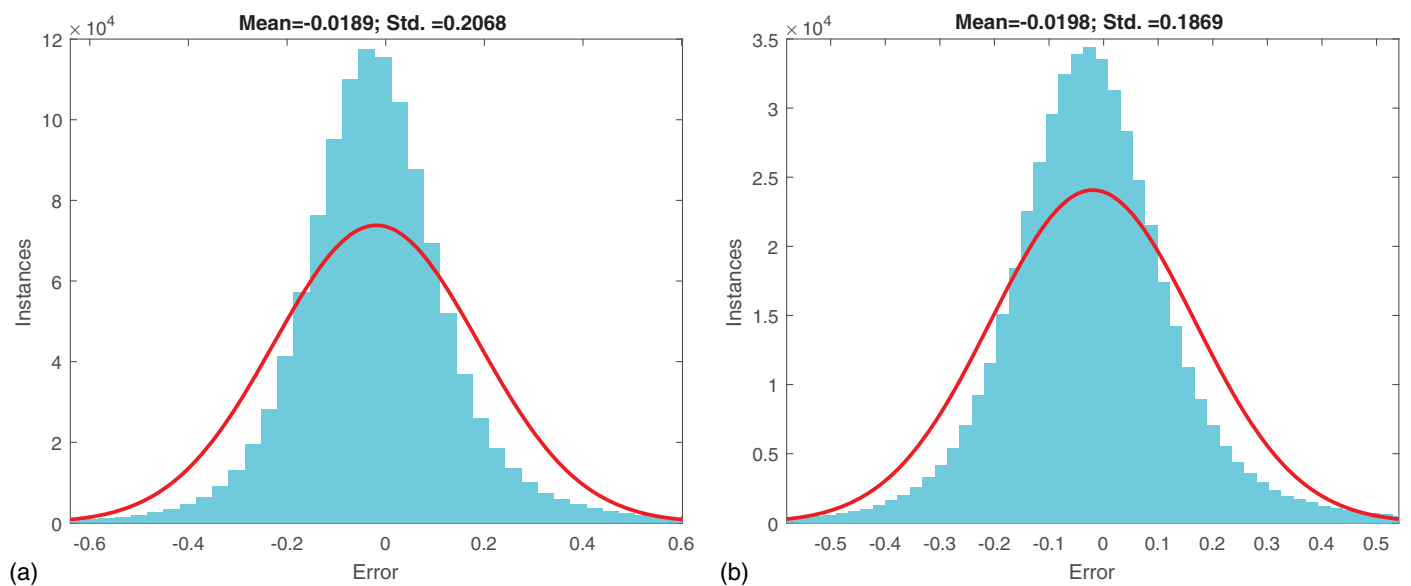 Mean=-0.0189; Std. =0.2068
× 10⁴
12
10
8
6
4
2
0
Instances
-0.6 -0.4 -0.2 0 0.2 0.4 0.6
Error
(a)
Mean=-0.0198; Std. =0.1869
× 10⁴
3.5
3
2.5
2
1.5
1
0.5
0
Instances
-0.5 -0.4 -0.3 -0.2 -0.1 0 0.1 0.2 0.3 0.4 0.5
Error
(b)